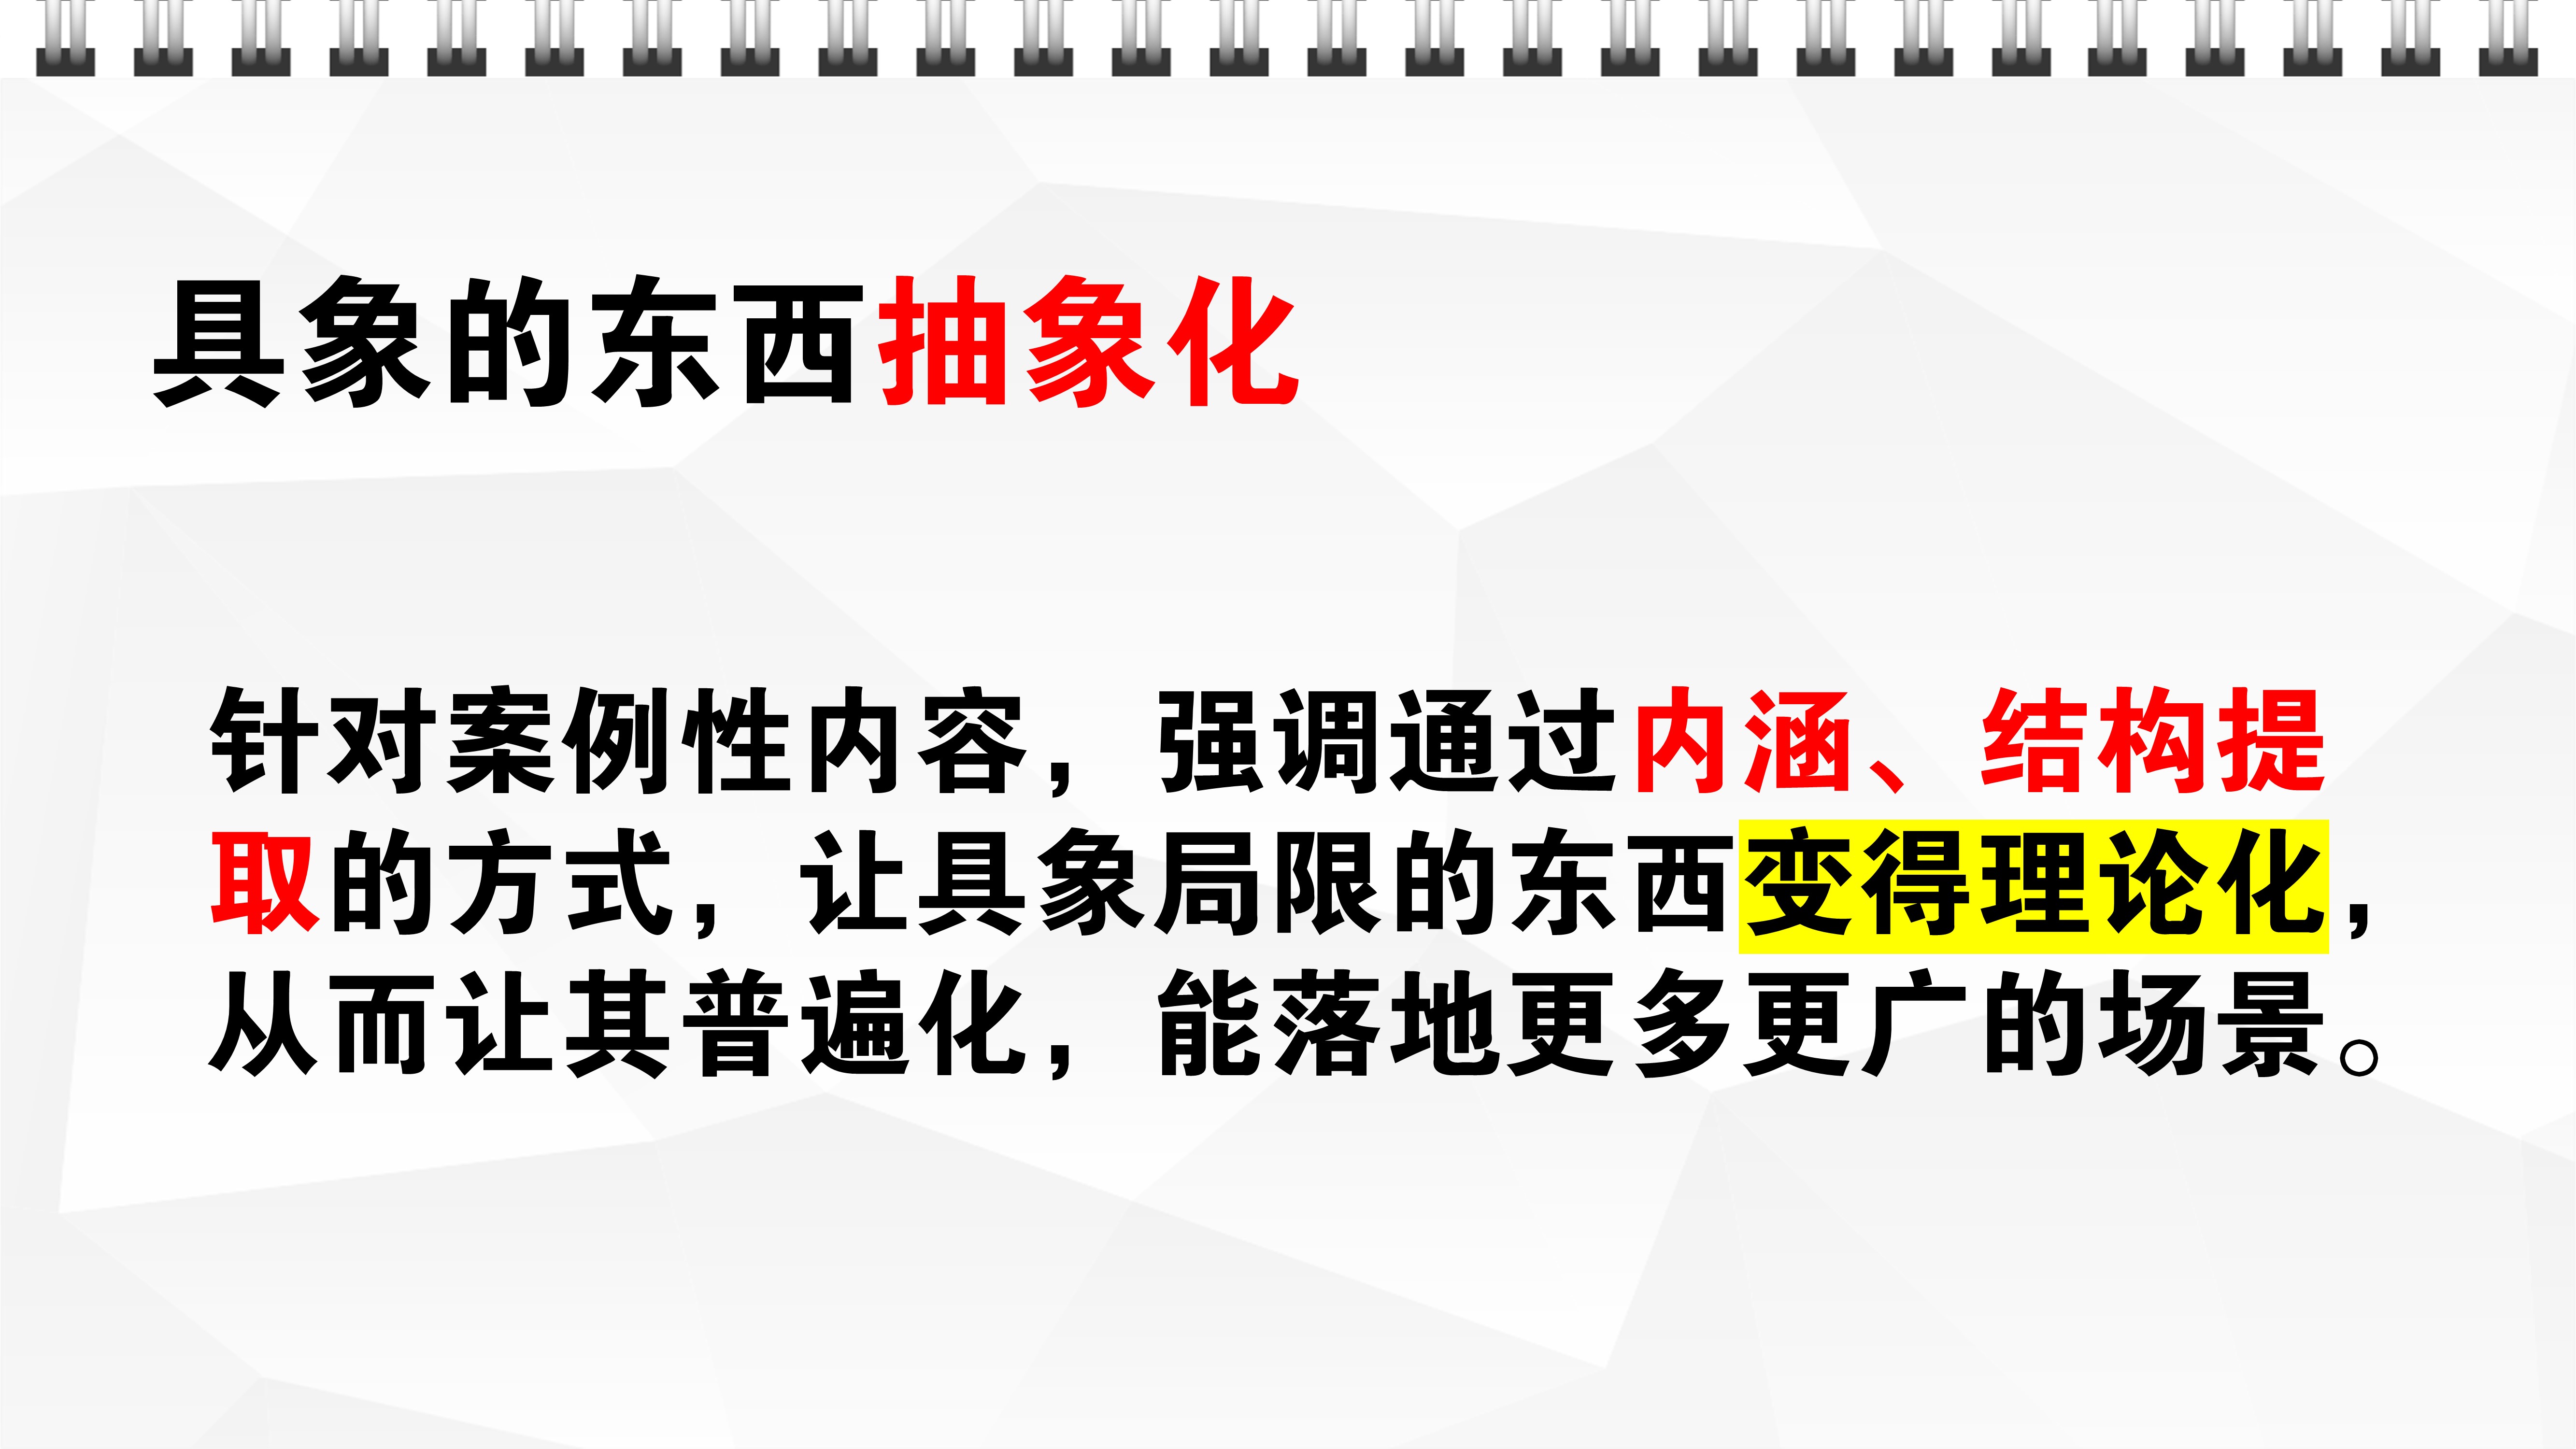 具象的东西抽象化
针对案例性内容，强调通过内涵、结构提
取的方式，让具象局限的东西变得理论化，
从而让其普遍化，能落地更多更广的场景。